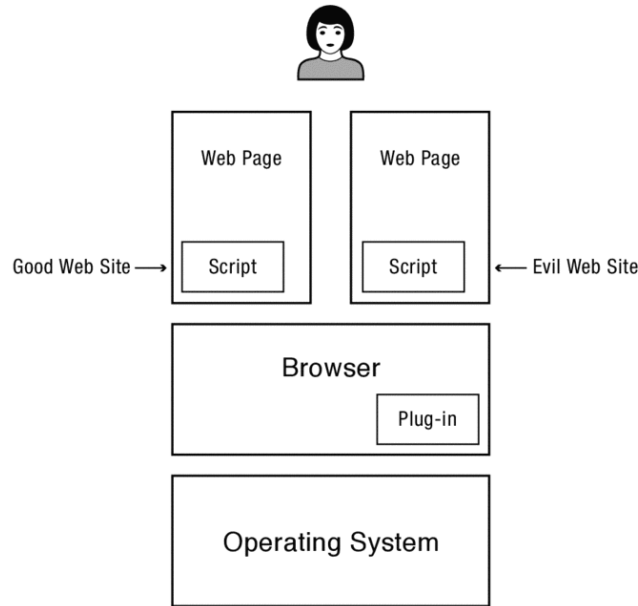 Web Page
Web Page
Good Web Site
Script
Script
Evil Web Site
Browser
Plug-in
Operating System